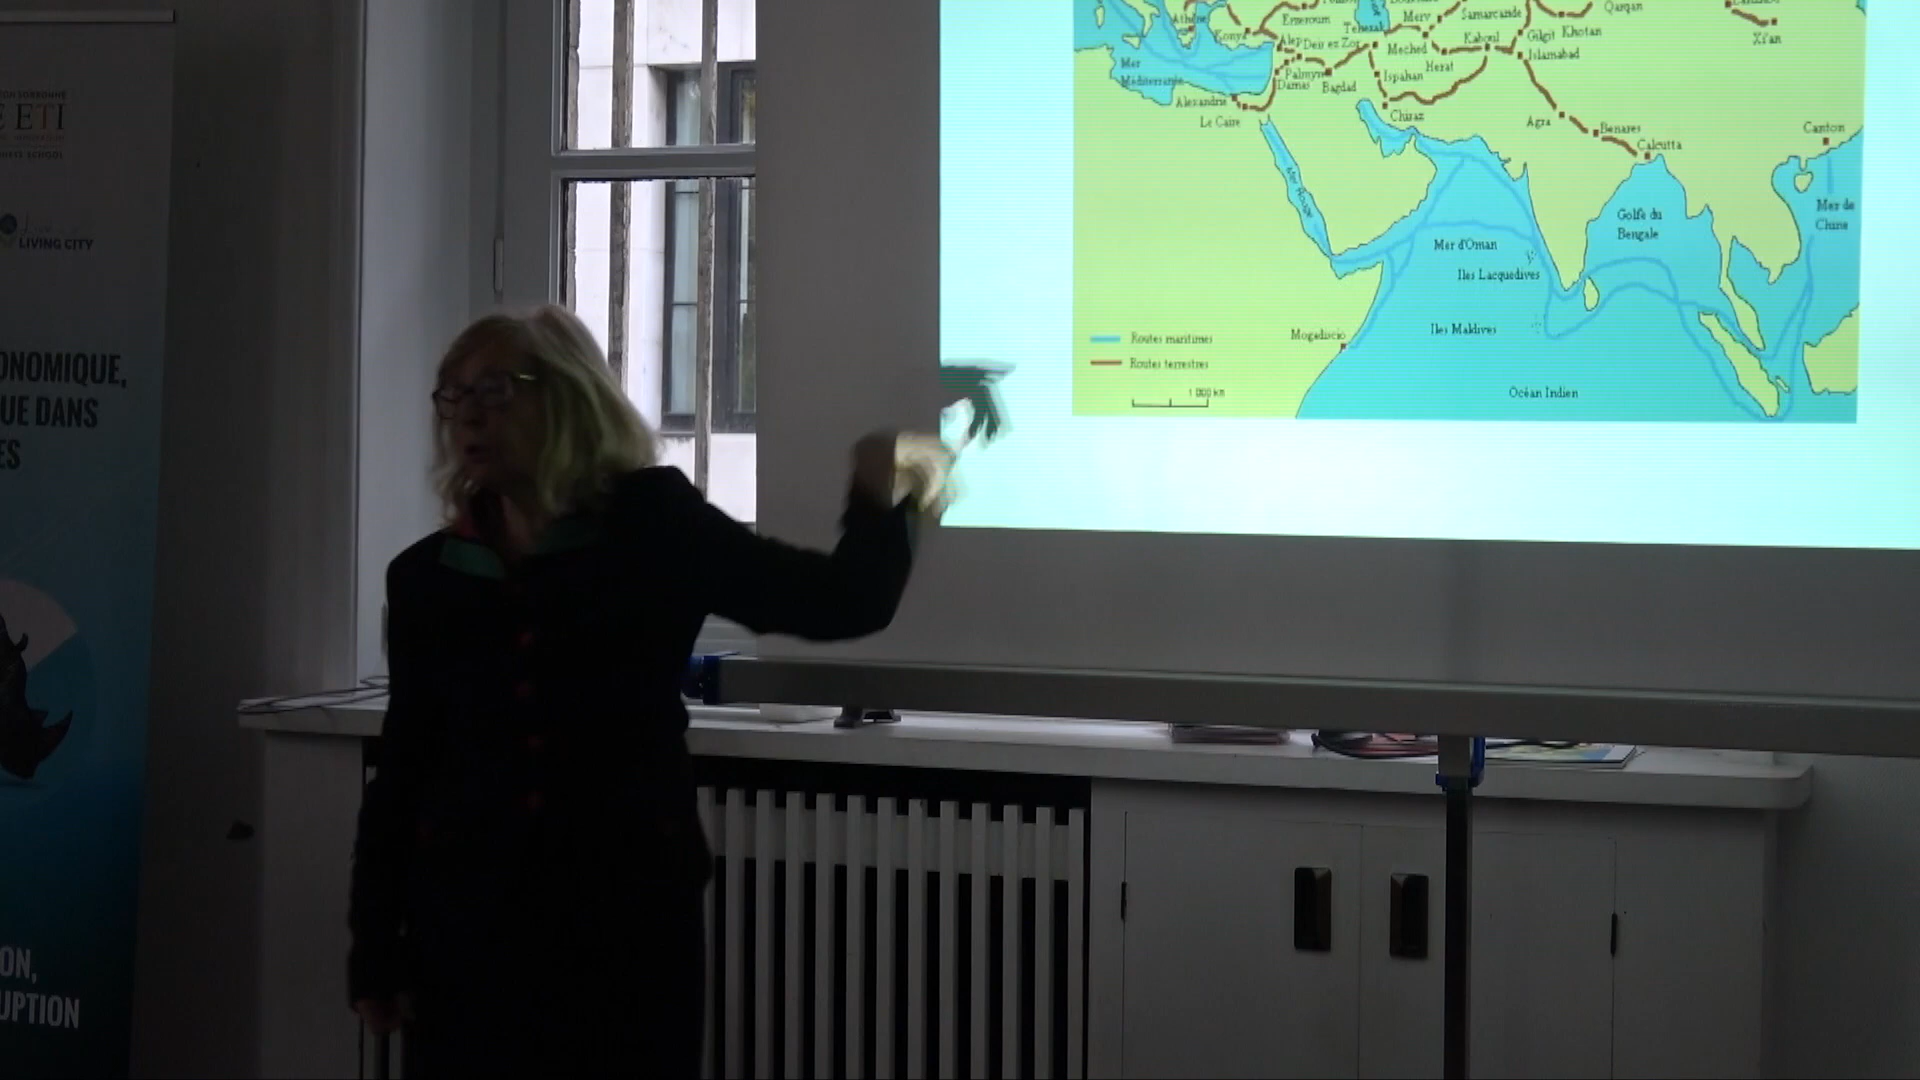 ETI
LIVING CITY
ONOMIQUE,
UE DANS
ES
ON,
UPTION
Athènes
Konya
Erzeroum
Alep
Deir ez Zor
Merv
Samarcande
Qarqan
Xi'an
Mer
Méditerranée
Palmyre
Damas
Bagdad
Meched
Kaboul
Gilgit
Khotan
Herat
Islamabad
Ispahan
Alexandrie
Le Caire
Chiraz
Agra
Benares
Calcutta
Canton
Mer Rouge
Golfe du
Bengale
Mer de
Chine
Mer d'Oman
Iles Lacquedives
Iles Maldives
Mogadiscio
Routes maritimes
Routes terrestres
1 000 km
Océan Indien